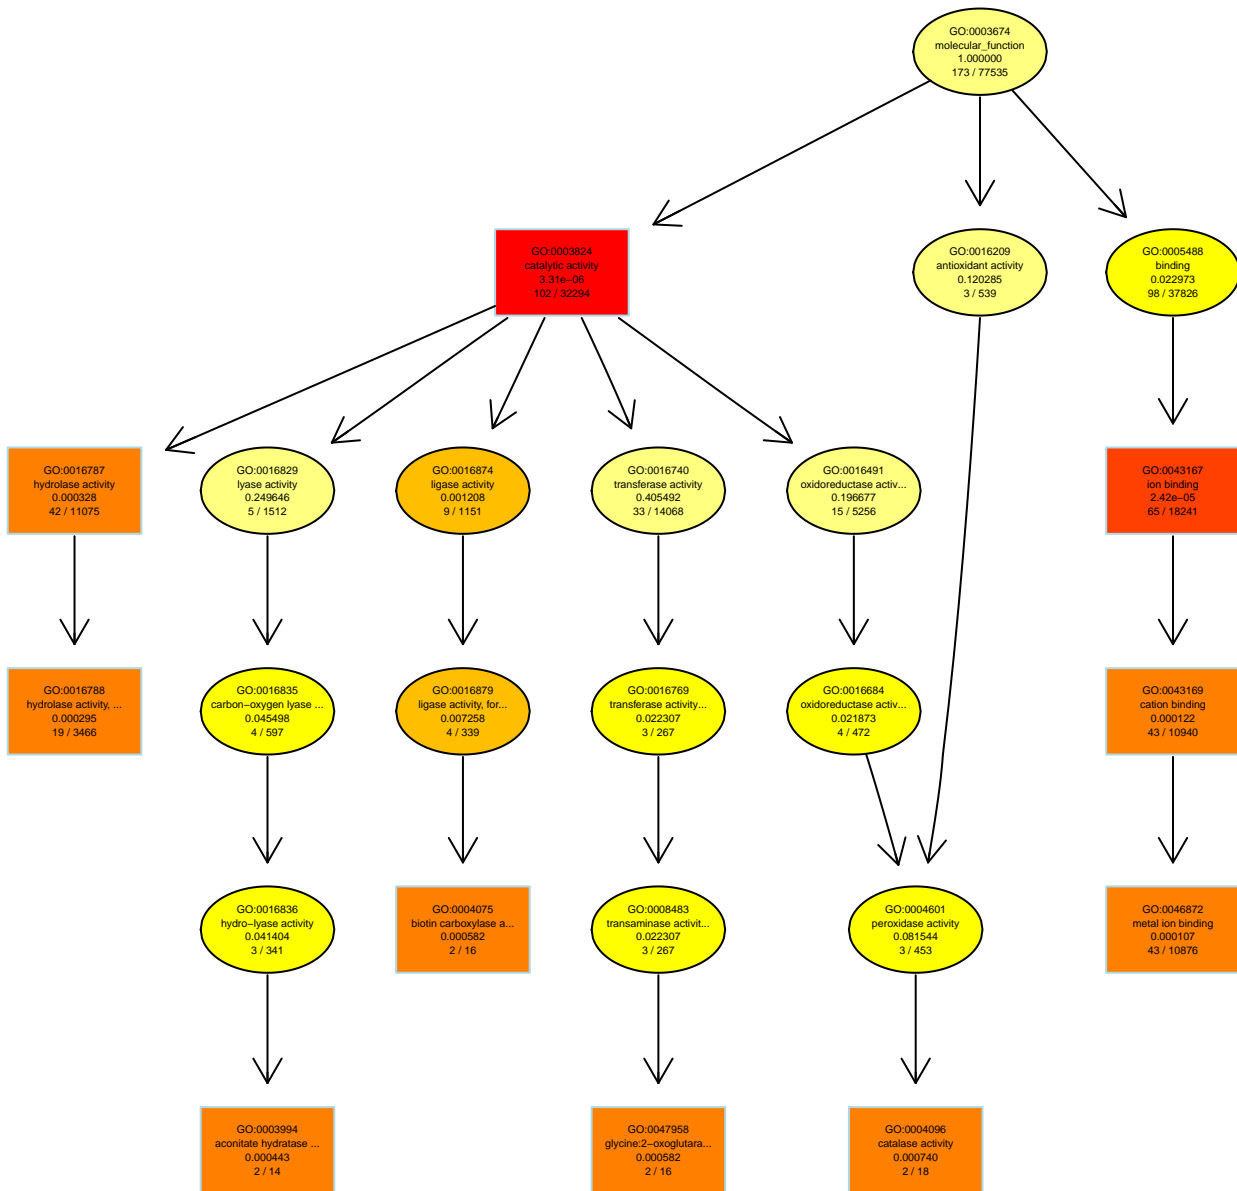 GO:0003674
molecular_function
1.000000
173 / 77535
GO:0003824
catalytic activity
3.31e−06
102 / 32294
GO:0016209
antioxidant activity
0.120285
3 / 539
GO:0005488
binding
0.022973
98 / 37826
GO:0016787
hydrolase activity
0.000328
42 / 11075
GO:0016829
lyase activity
0.249646
5 / 1512
GO:0016874
ligase activity
0.001208
9 / 1151
GO:0016740
transferase activity
0.405492
33 / 14068
GO:0016491
oxidoreductase activ...
0.196677
15 / 5256
GO:0043167
ion binding
2.42e−05
65 / 18241
GO:0016788
hydrolase activity, ...
0.000295
19 / 3466
GO:0016835
carbon−oxygen lyase ...
0.045498
4 / 597
GO:0016879
ligase activity, for...
0.007258
4 / 339
GO:0016769
transferase activity...
0.022307
3 / 267
GO:0016684
oxidoreductase activ...
0.021873
4 / 472
GO:0043169
cation binding
0.000122
43 / 10940
GO:0016836
hydro−lyase activity
0.041404
3 / 341
GO:0004075
biotin carboxylase a...
0.000582
2 / 16
GO:0008483
transaminase activit...
0.022307
3 / 267
GO:0004601
peroxidase activity
0.081544
3 / 453
GO:0046872
metal ion binding
0.000107
43 / 10876
GO:0003994
aconitate hydratase ...
0.000443
2 / 14
GO:0047958
glycine:2−oxoglutara...
0.000582
2 / 16
GO:0004096
catalase activity
0.000740
2 / 18